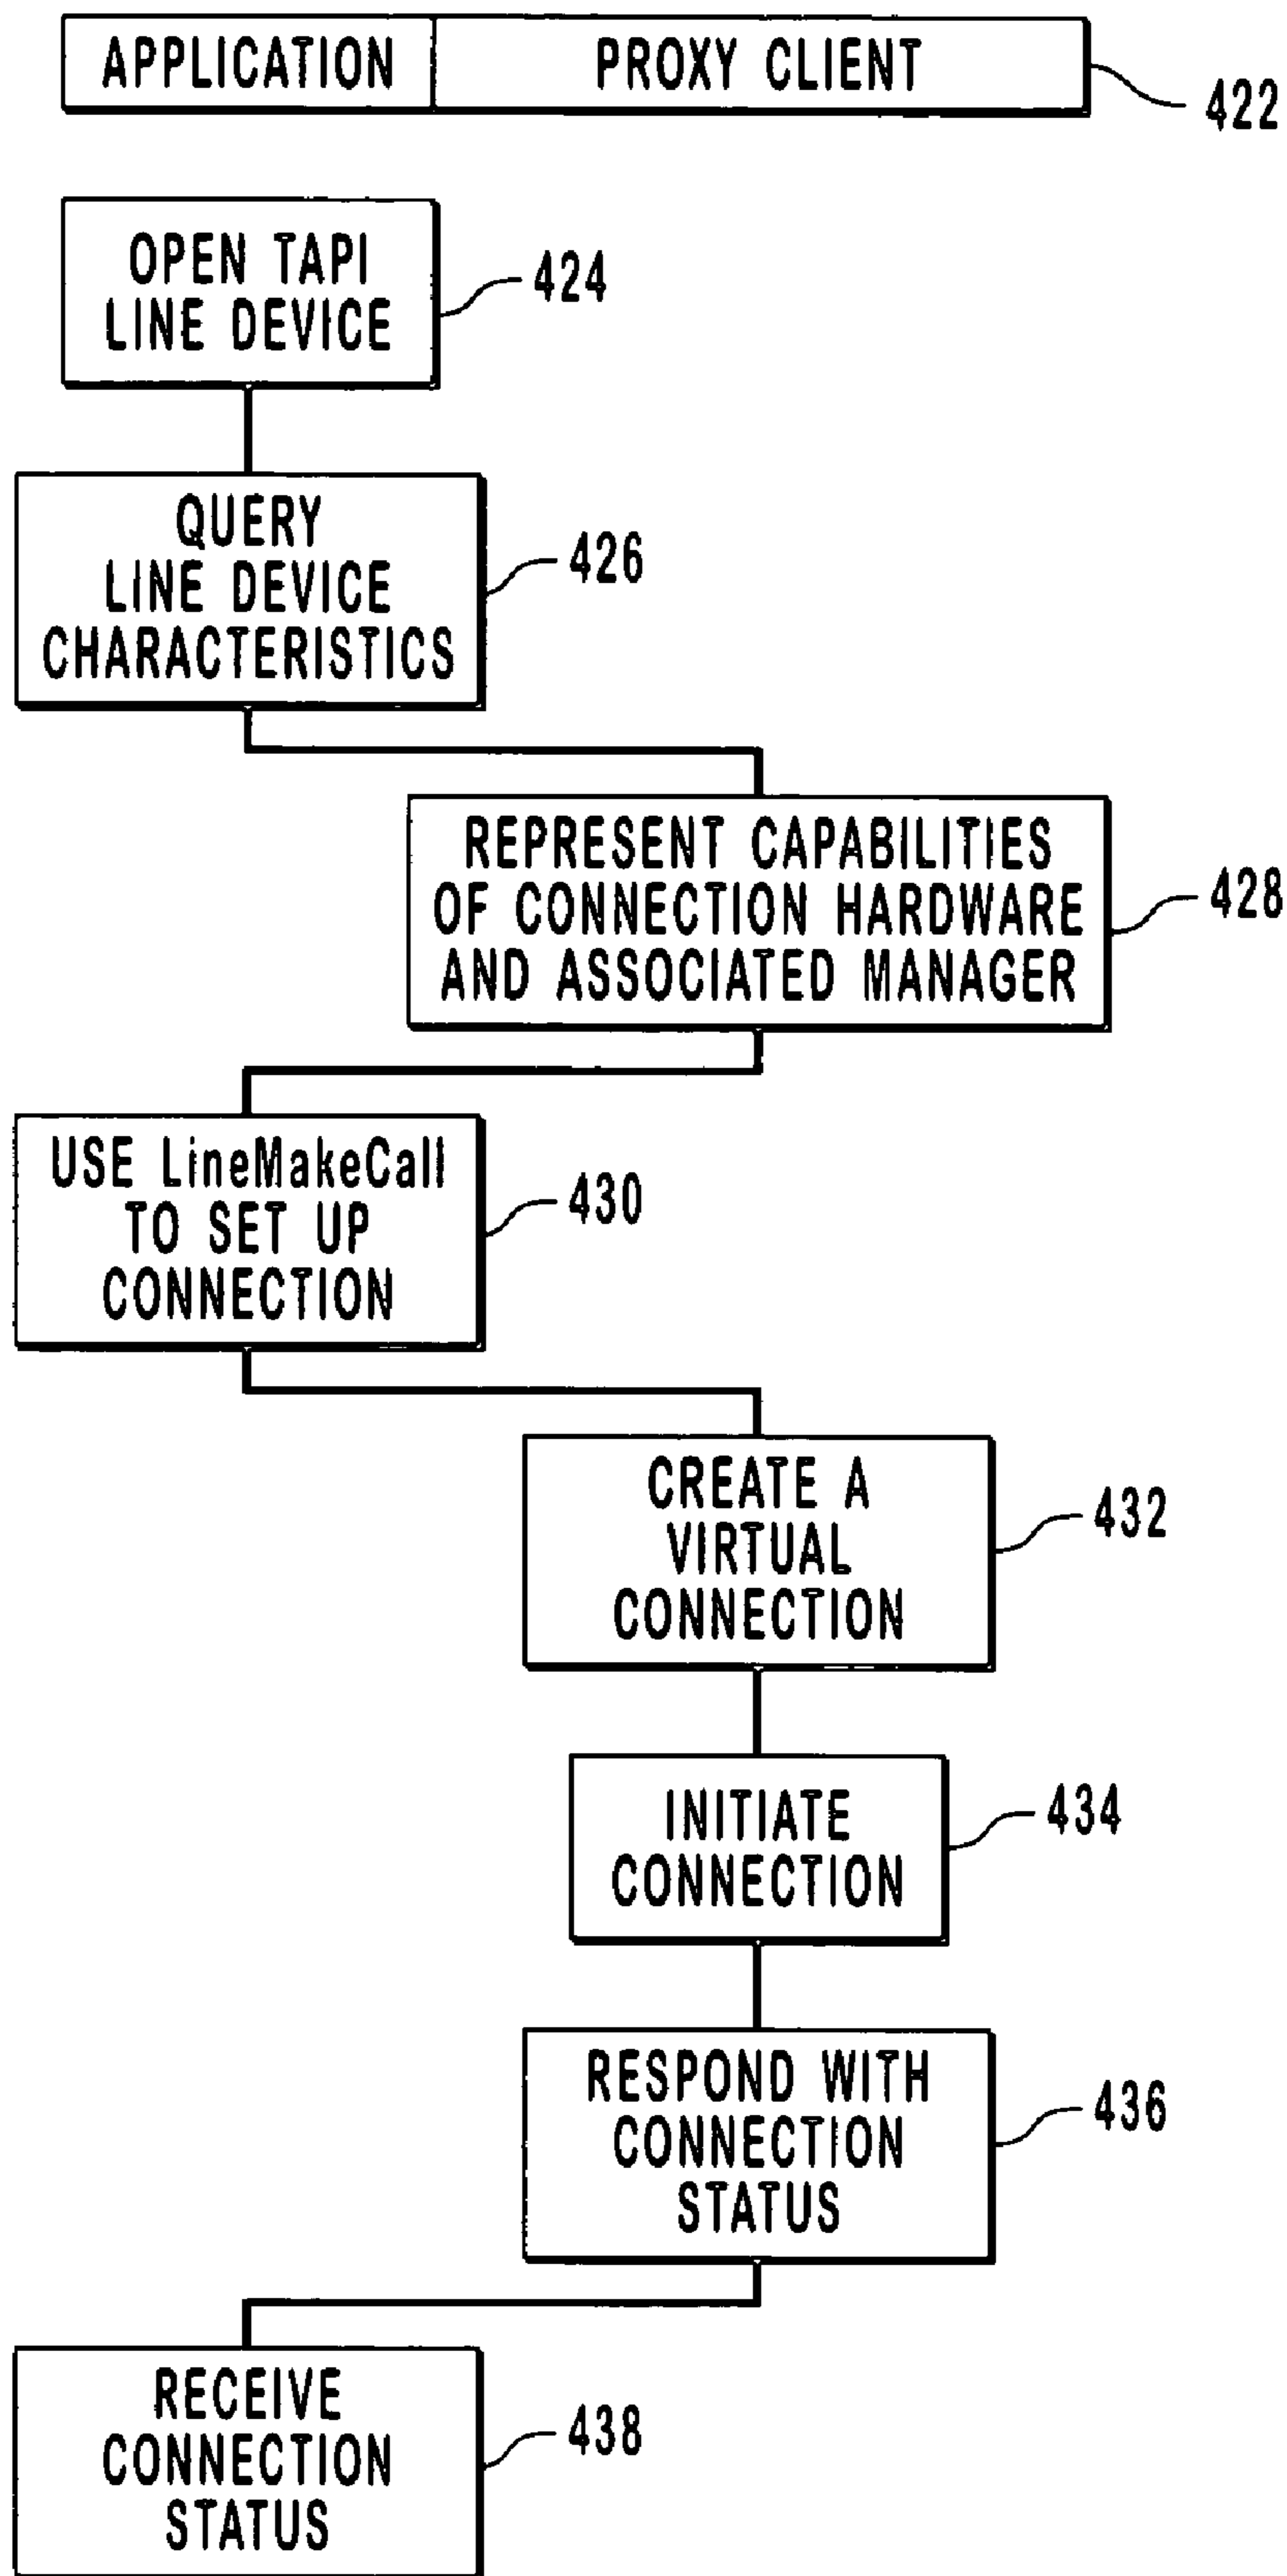 APPLICATION PROXY CLIENT
422
OPEN TAPI
LINE DEVICE
424
QUERY
LINE DEVICE
CHARACTERISTICS
426
REPRESENT CAPABILITIES
OF CONNECTION HARDWARE
AND ASSOCIATED MANAGER
428
USE LineMakeCall
TO SET UP
CONNECTION
430
CREATE A
VIRTUAL
CONNECTION
432
INITIATE
CONNECTION
434
RESPOND WITH
CONNECTION
STATUS
436
RECEIVE
CONNECTION
STATUS
438